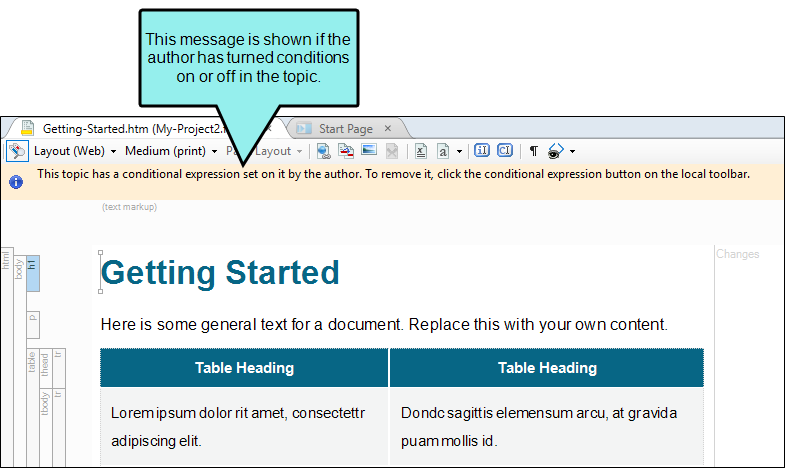 This message is shown if the
author has turned conditions
on or off in the topic.
Getting-Started.htm (My-Project2.
Start Page
Layout (Web)
Medium (print)
Layout
This topic has a conditional expression set on it by the author. To remove it, click the conditional expression button on the local toolbar.
(text markup)
html
body
h1
Changes
Getting Started
p
Here is some general text for a document. Replace this with your own content.
table
thead
tr
Table Heading
Table Heading
tbody
tr
Lorem ipsum dolor rit amet, consectettr
adipiscing elit.
Dondc sagittis elemensum arcu, at gravida
puam mollis id.